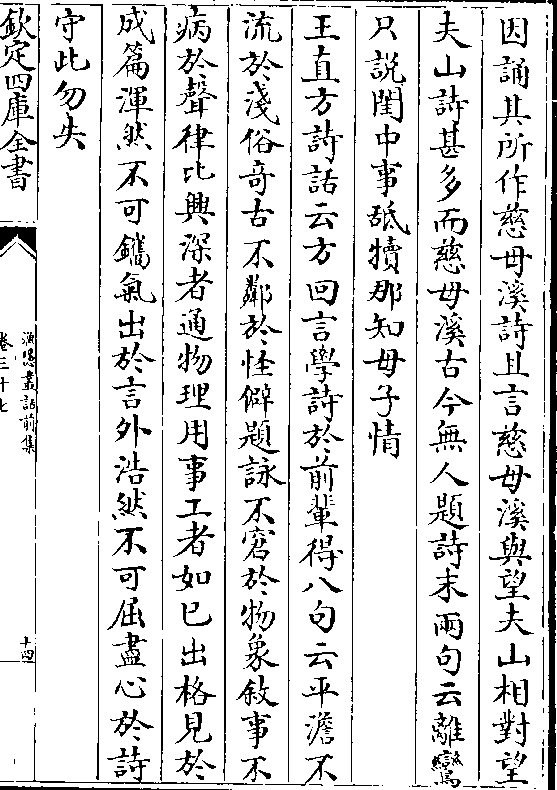 因誦其所作慈母溪詩且言慈母溪與望夫山相對望
夫山詩甚多而慈母溪古今無人題詩末兩句云離鸞
只說閨中事舐犢那知母子情
王直方詩話云方回言學詩於前輩得八句云平澹不
流於淺俗奇古不鄰於怪僻題詠不窘於物象敘事不
病於聲律比興深者通物理用事工者如已出格見於
成篇渾然不可鐫氣出於言外浩然不可屈盡心於詩
守此勿失
欽定四庫全書
漁隱叢話前集
卷三十七
十四